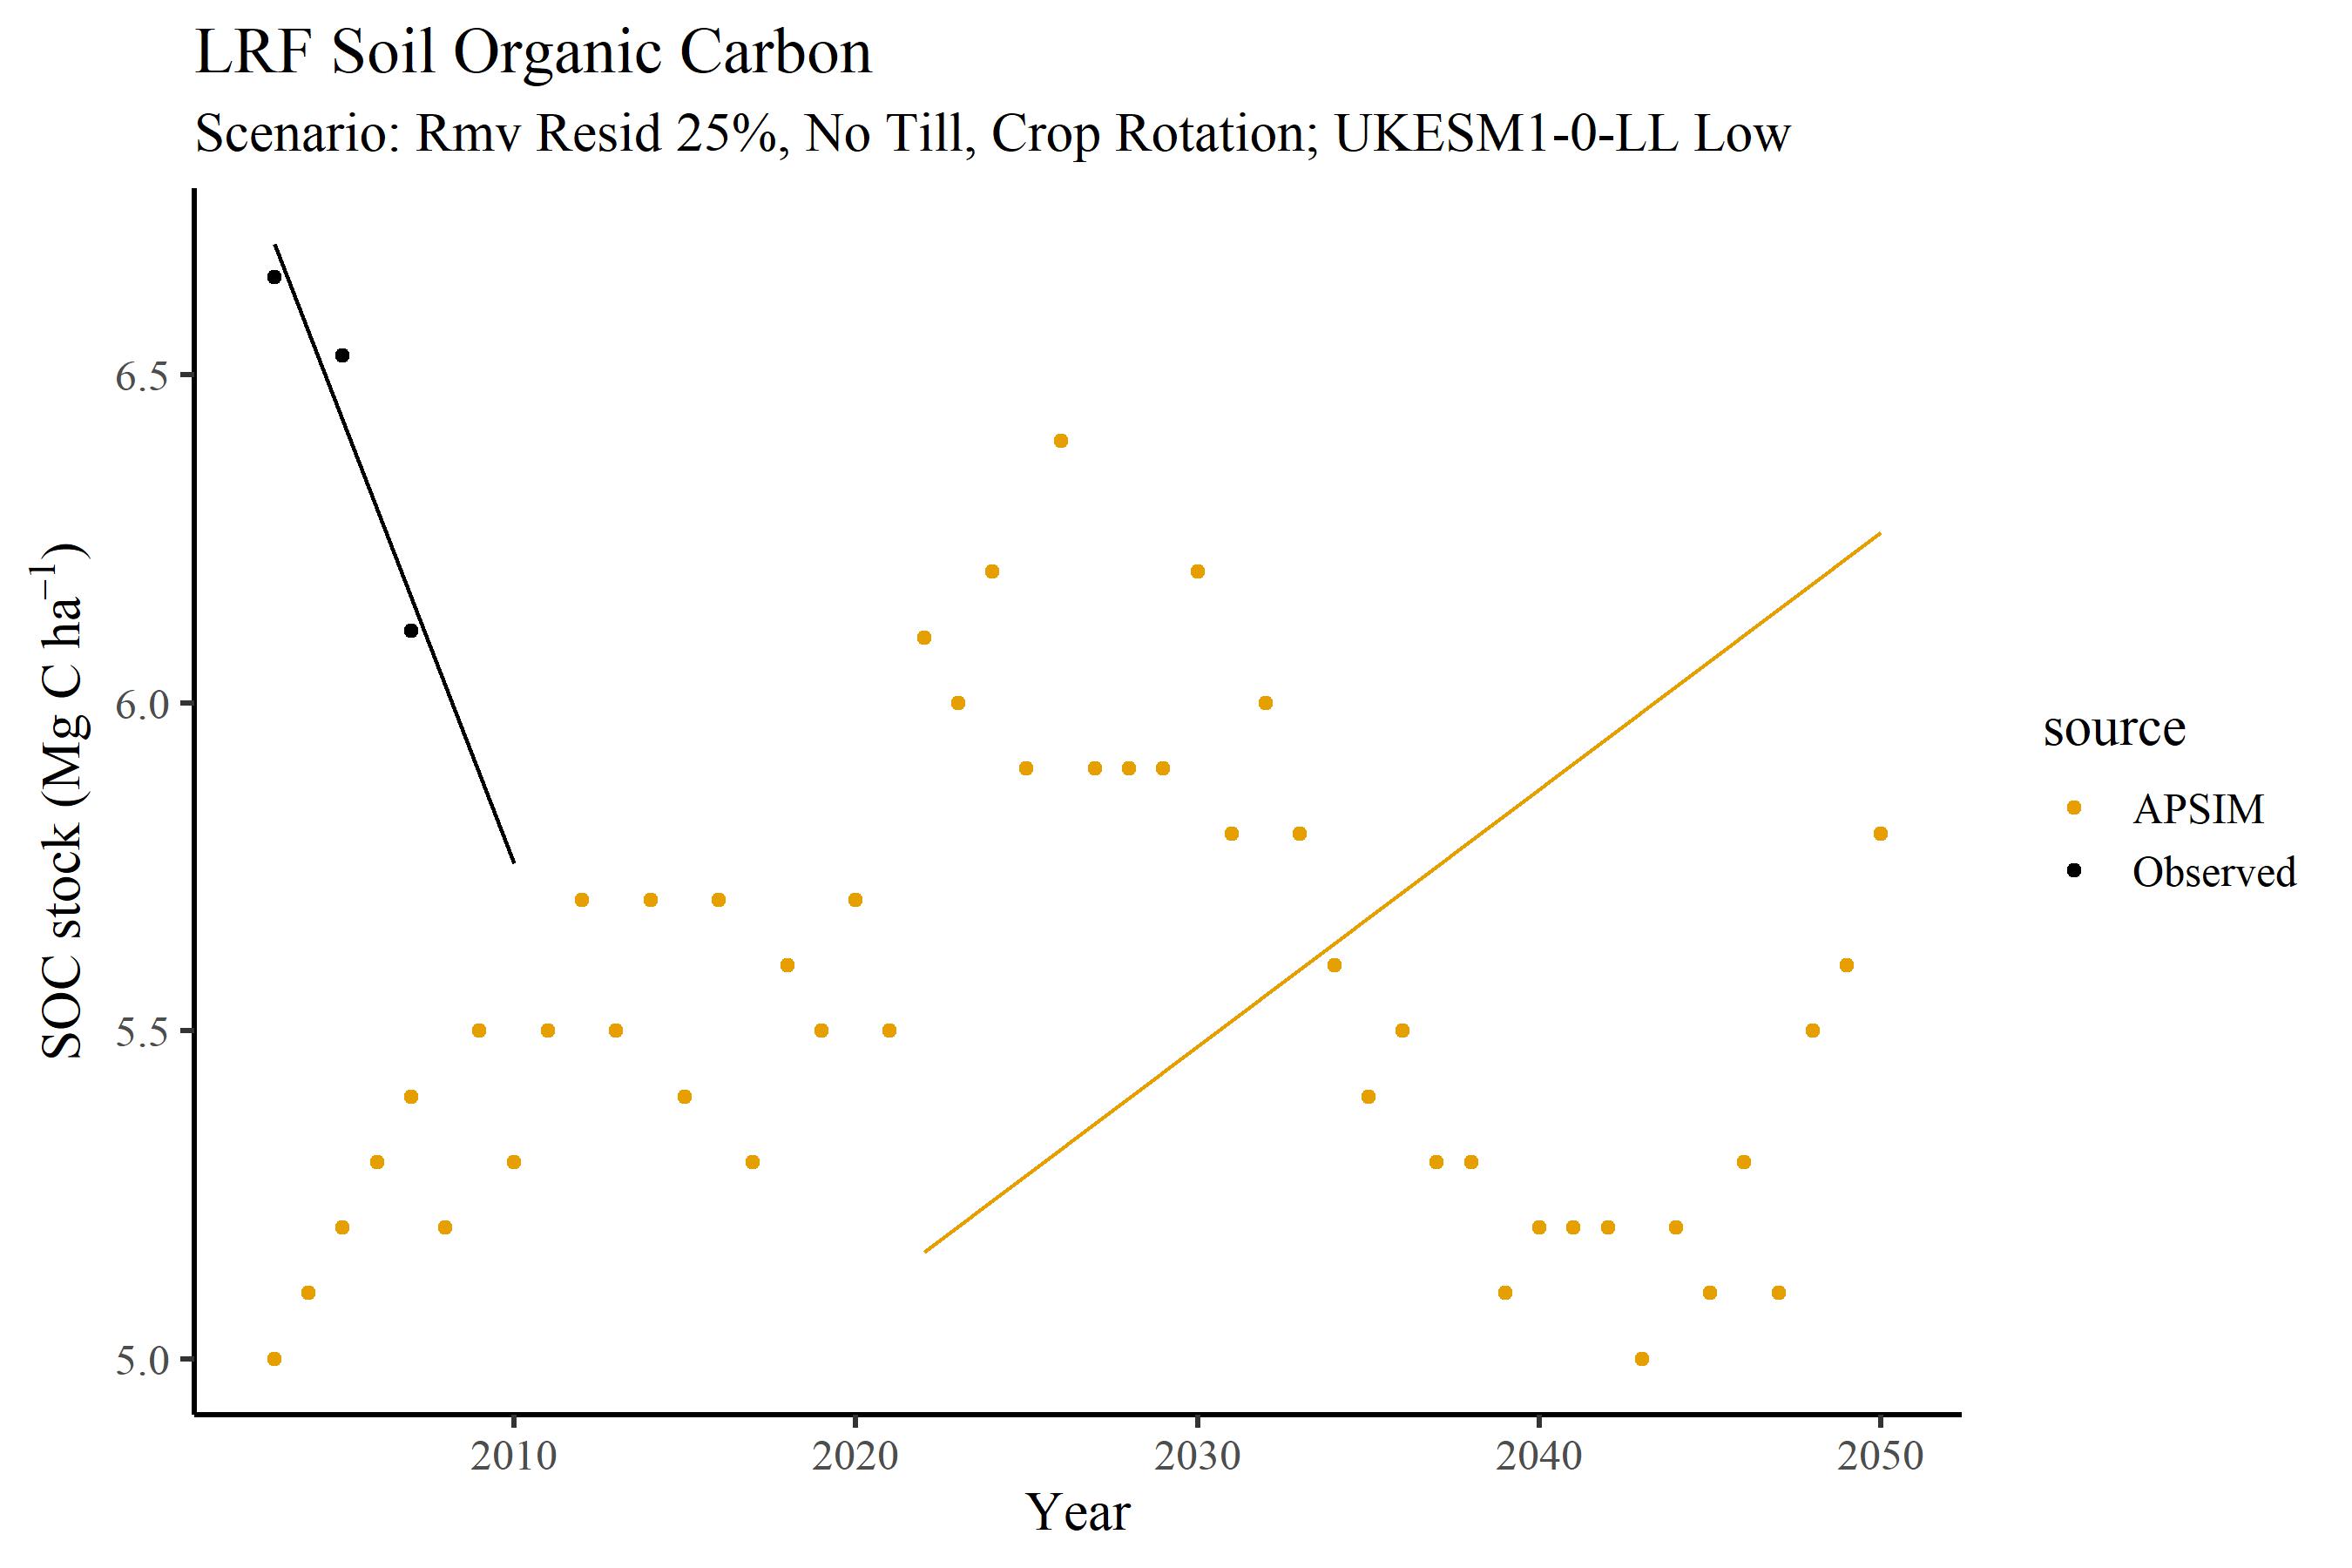 LRF Soil Organic Carbon
Scenario: Rmv Resid 25%, No Till, Crop Rotation; UKESM1-0-LL Low
SOC stock (Mg C ha⁻¹)
6.5
6.0
5.5
5.0
2010 2020 2030 2040 2050
Year
source
APSIM
Observed